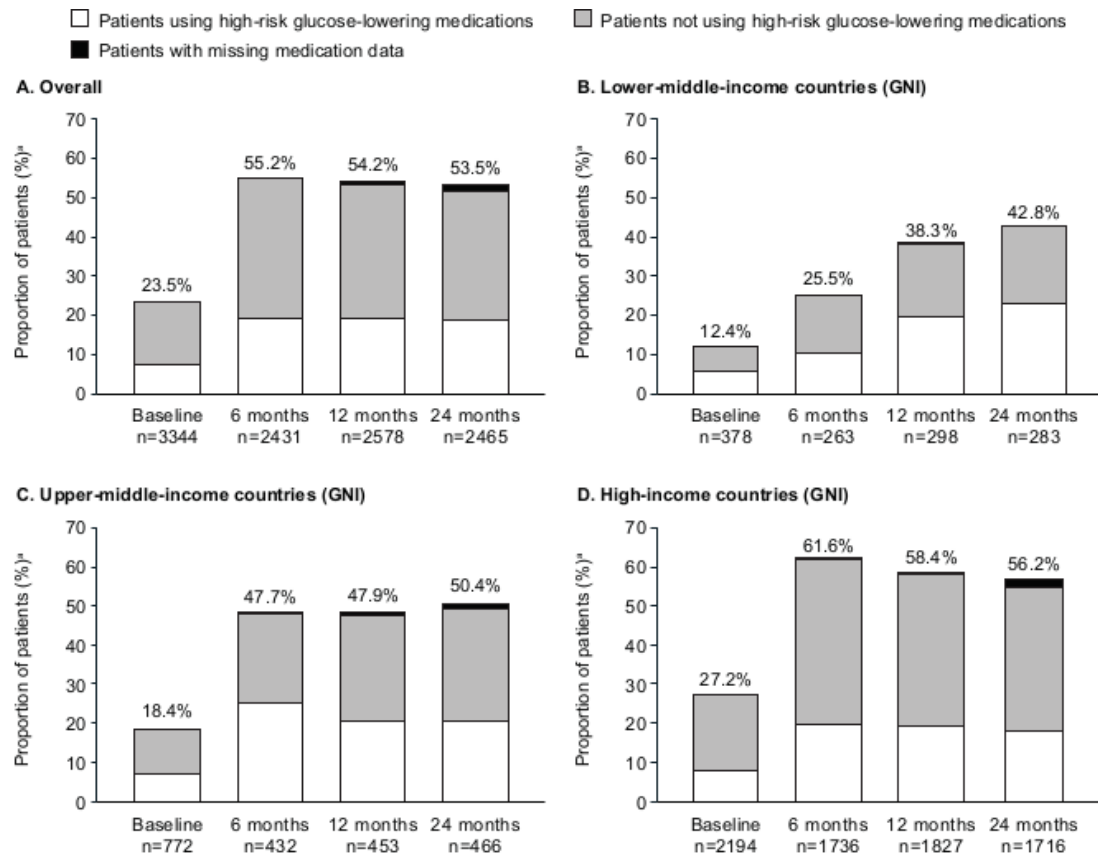 Patients using high-risk glucose-lowering medications
Patients not using high-risk glucose-lowering medications
Patients with missing medication data
A. Overall
Proportion of patients (%)ᵃ
70
60
50
40
30
20
10
0
23.5%
55.2%
54.2%
53.5%
Baseline 6 months 12 months 24 months
n=3344 n=2431 n=2578 n=2465
B. Lower-middle-income countries (GNI)
Proportion of patients (%)ᵃ
70
60
50
40
30
20
10
0
12.4%
25.5%
38.3%
42.8%
Baseline 6 months 12 months 24 months
n=378 n=263 n=298 n=283
C. Upper-middle-income countries (GNI)
Proportion of patients (%)ᵃ
70
60
50
40
30
20
10
0
18.4%
47.7%
47.9%
50.4%
Baseline 6 months 12 months 24 months
n=772 n=432 n=453 n=466
D. High-income countries (GNI)
Proportion of patients (%)ᵃ
70
60
50
40
30
20
10
0
27.2%
61.6%
58.4%
56.2%
Baseline 6 months 12 months 24 months
n=2194 n=1736 n=1827 n=1716